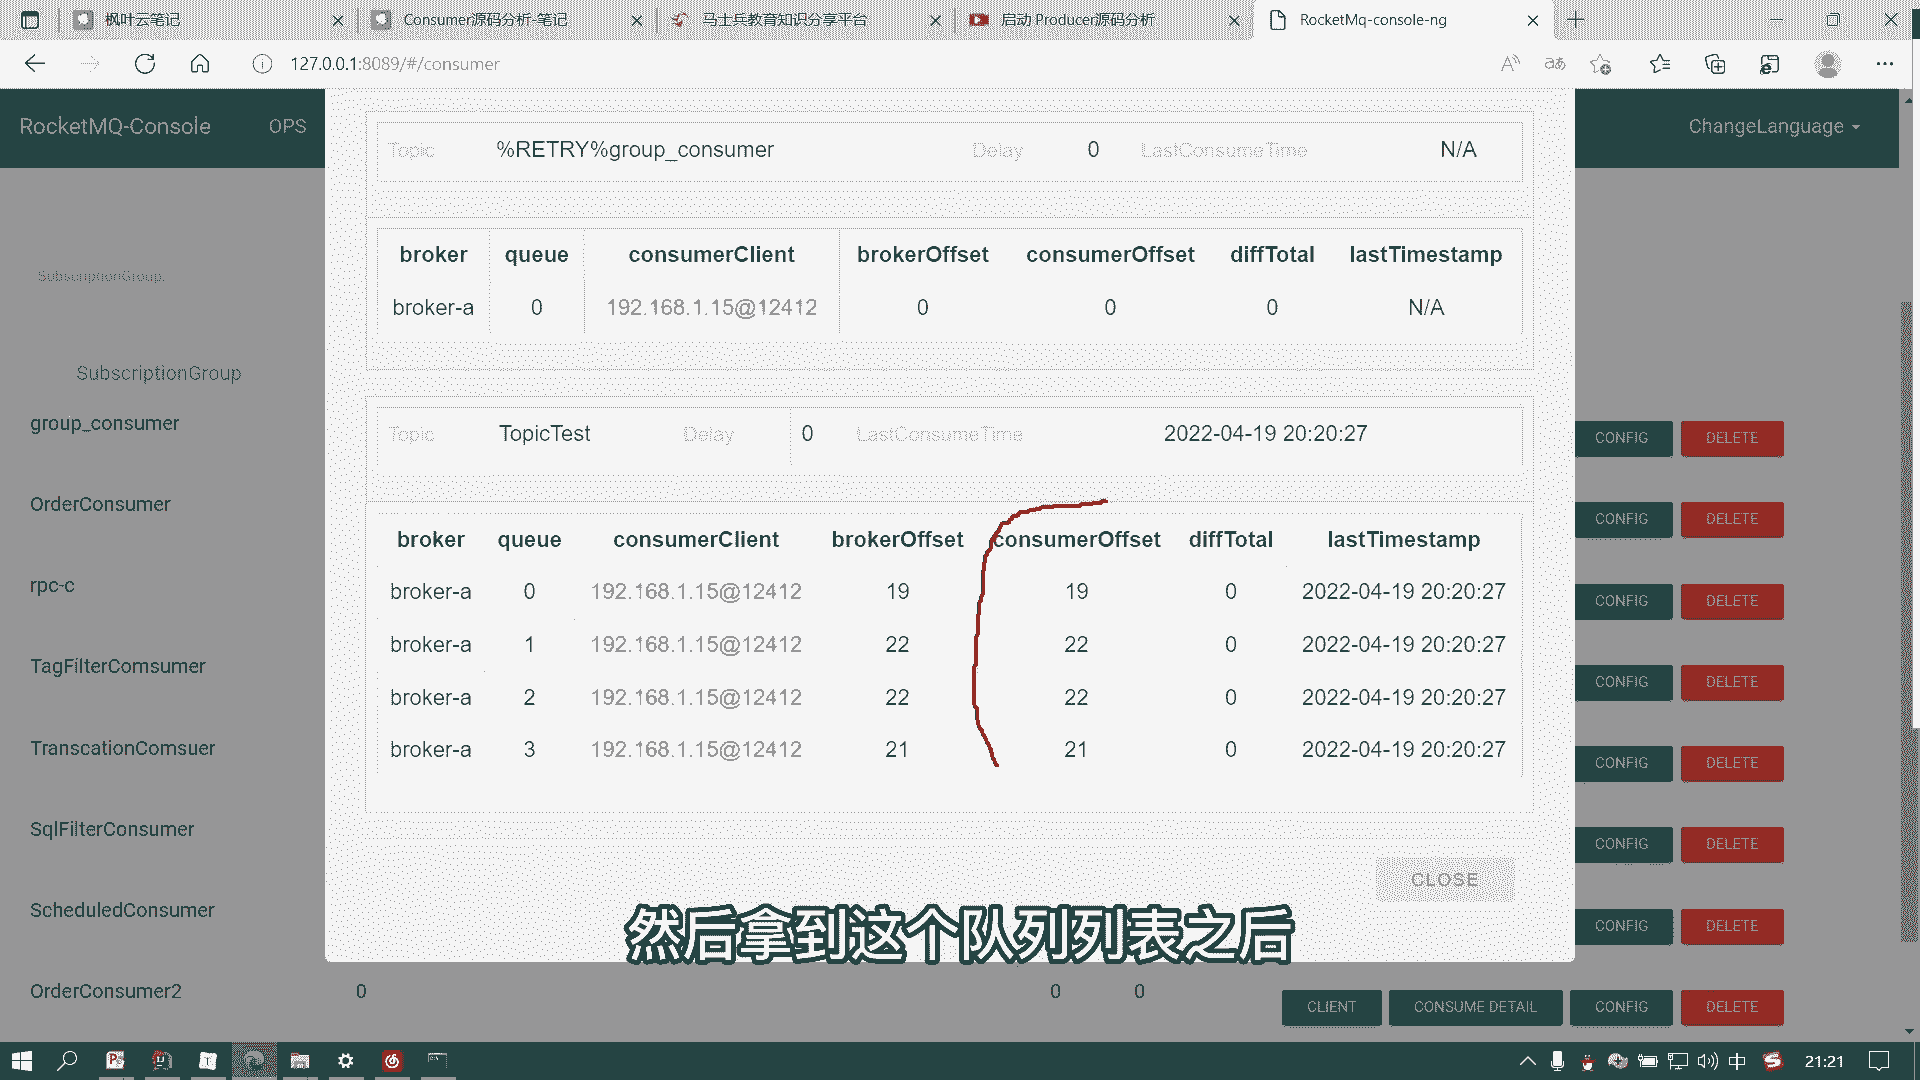 枫叶云笔记
Consumer源码分析-笔记
马士兵教育知识分享平台
启动 Producer源码分析
RocketMq-console-ng
127.0.0.1:8089/#/consumer
RocketMQ-Console OPS ChangeLanguage
Topic %RETRY%group_consumer Delay 0 LastConsumeTime N/A
broker queue consumerClient brokerOffset consumerOffset diffTotal lastTimestamp
broker-a 0 192.168.1.15@12412 0 0 0 N/A
SubscriptionGroup:
SubscriptionGroup
Topic TopicTest Delay 0 LastConsumeTime 2022-04-19 20:20:27
broker queue consumerClient brokerOffset consumerOffset diffTotal lastTimestamp
broker-a 0 192.168.1.15@12412 19 19 0 2022-04-19 20:20:27
broker-a 1 192.168.1.15@12412 22 22 0 2022-04-19 20:20:27
broker-a 2 192.168.1.15@12412 22 22 0 2022-04-19 20:20:27
broker-a 3 192.168.1.15@12412 21 21 0 2022-04-19 20:20:27
CLOSE
group_consumer CONFIG DELETE
OrderConsumer CONFIG DELETE
rpc-c CONFIG DELETE
TagFilterComsumer CONFIG DELETE
TranscationComsuer CONFIG DELETE
SqlFilterConsumer CONFIG DELETE
ScheduledConsumer CONFIG DELETE
然后拿到这个队列列表之后
OrderConsumer2 0 0 0 CLIENT CONSUME DETAIL CONFIG DELETE
中 21:21